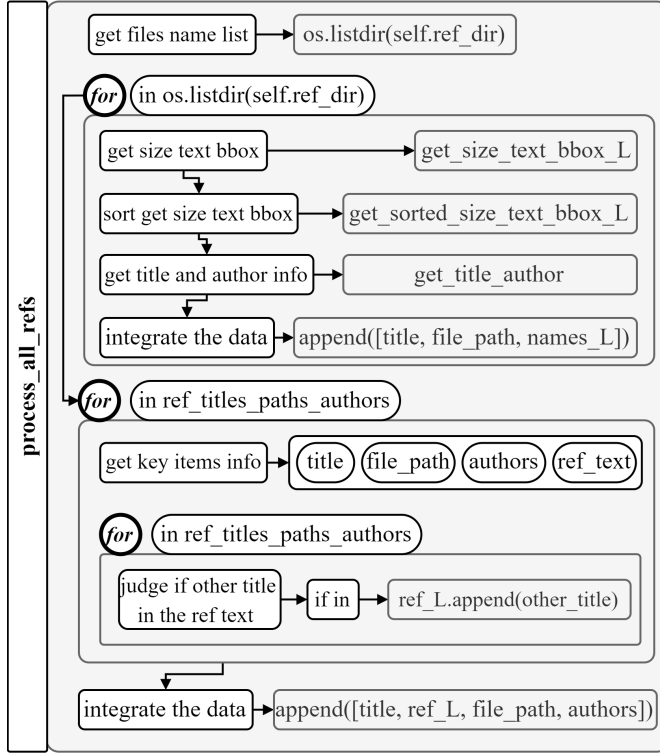 process_all_refs
get files name list
os.listdir(self.ref_dir)
for
in os.listdir(self.ref_dir)
get size text bbox
get_size_text_bbox_L
sort get size text bbox
get_sorted_size_text_bbox_L
get title and author info
get_title_author
integrate the data
append([title, file_path, names_L])
for
in ref_titles_paths_authors
get key items info
title
file_path
authors
ref_text
for
in ref_titles_paths_authors
judge if other title
in the ref text
if in
ref_L.append(other_title)
integrate the data
append([title, ref_L, file_path, authors])